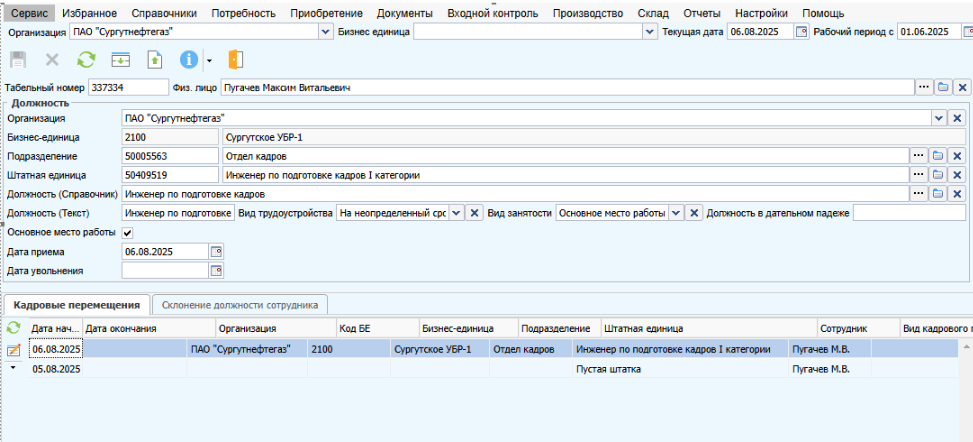 Сервис Избранное Справочники Потребность Приобретение Документы Входной контроль Производство Склад Отчеты Настройки Помощь
Организация ПАО "Сургутнефтегаз" Бизнес единица Текущая дата 06.08.2025 Рабочий период с 01.06.2025
Табельный номер 337334 Физ. лицо Пугачев Максим Витальевич
Должность
Организация ПАО "Сургутнефтегаз"
Бизнес-единица 2100 Сургутское УБР-1
Подразделение 50005563 Отдел кадров
Штатная единица 50409519 Инженер по подготовке кадров I категории
Должность (Справочник) Инженер по подготовке кадров
Должность (Текст) Инженер по подготовке Вид трудоустройства На неопределенный срс Вид занятости Основное место работы Должность в дательном падеже
Основное место работы
Дата приема 06.08.2025
Дата увольнения
Кадровые перемещения Склонение должности сотрудника
Дата нач... Дата окончания Организация Код БЕ Бизнес-единица Подразделение Штатная единица Сотрудник Вид кадрового п
06.08.2025 ПАО "Сургутнефтегаз" 2100 Сургутское УБР-1 Отдел кадров Инженер по подготовке кадров I категории Пугачев М.В.
05.08.2025 Пустая штатка Пугачев М.В.